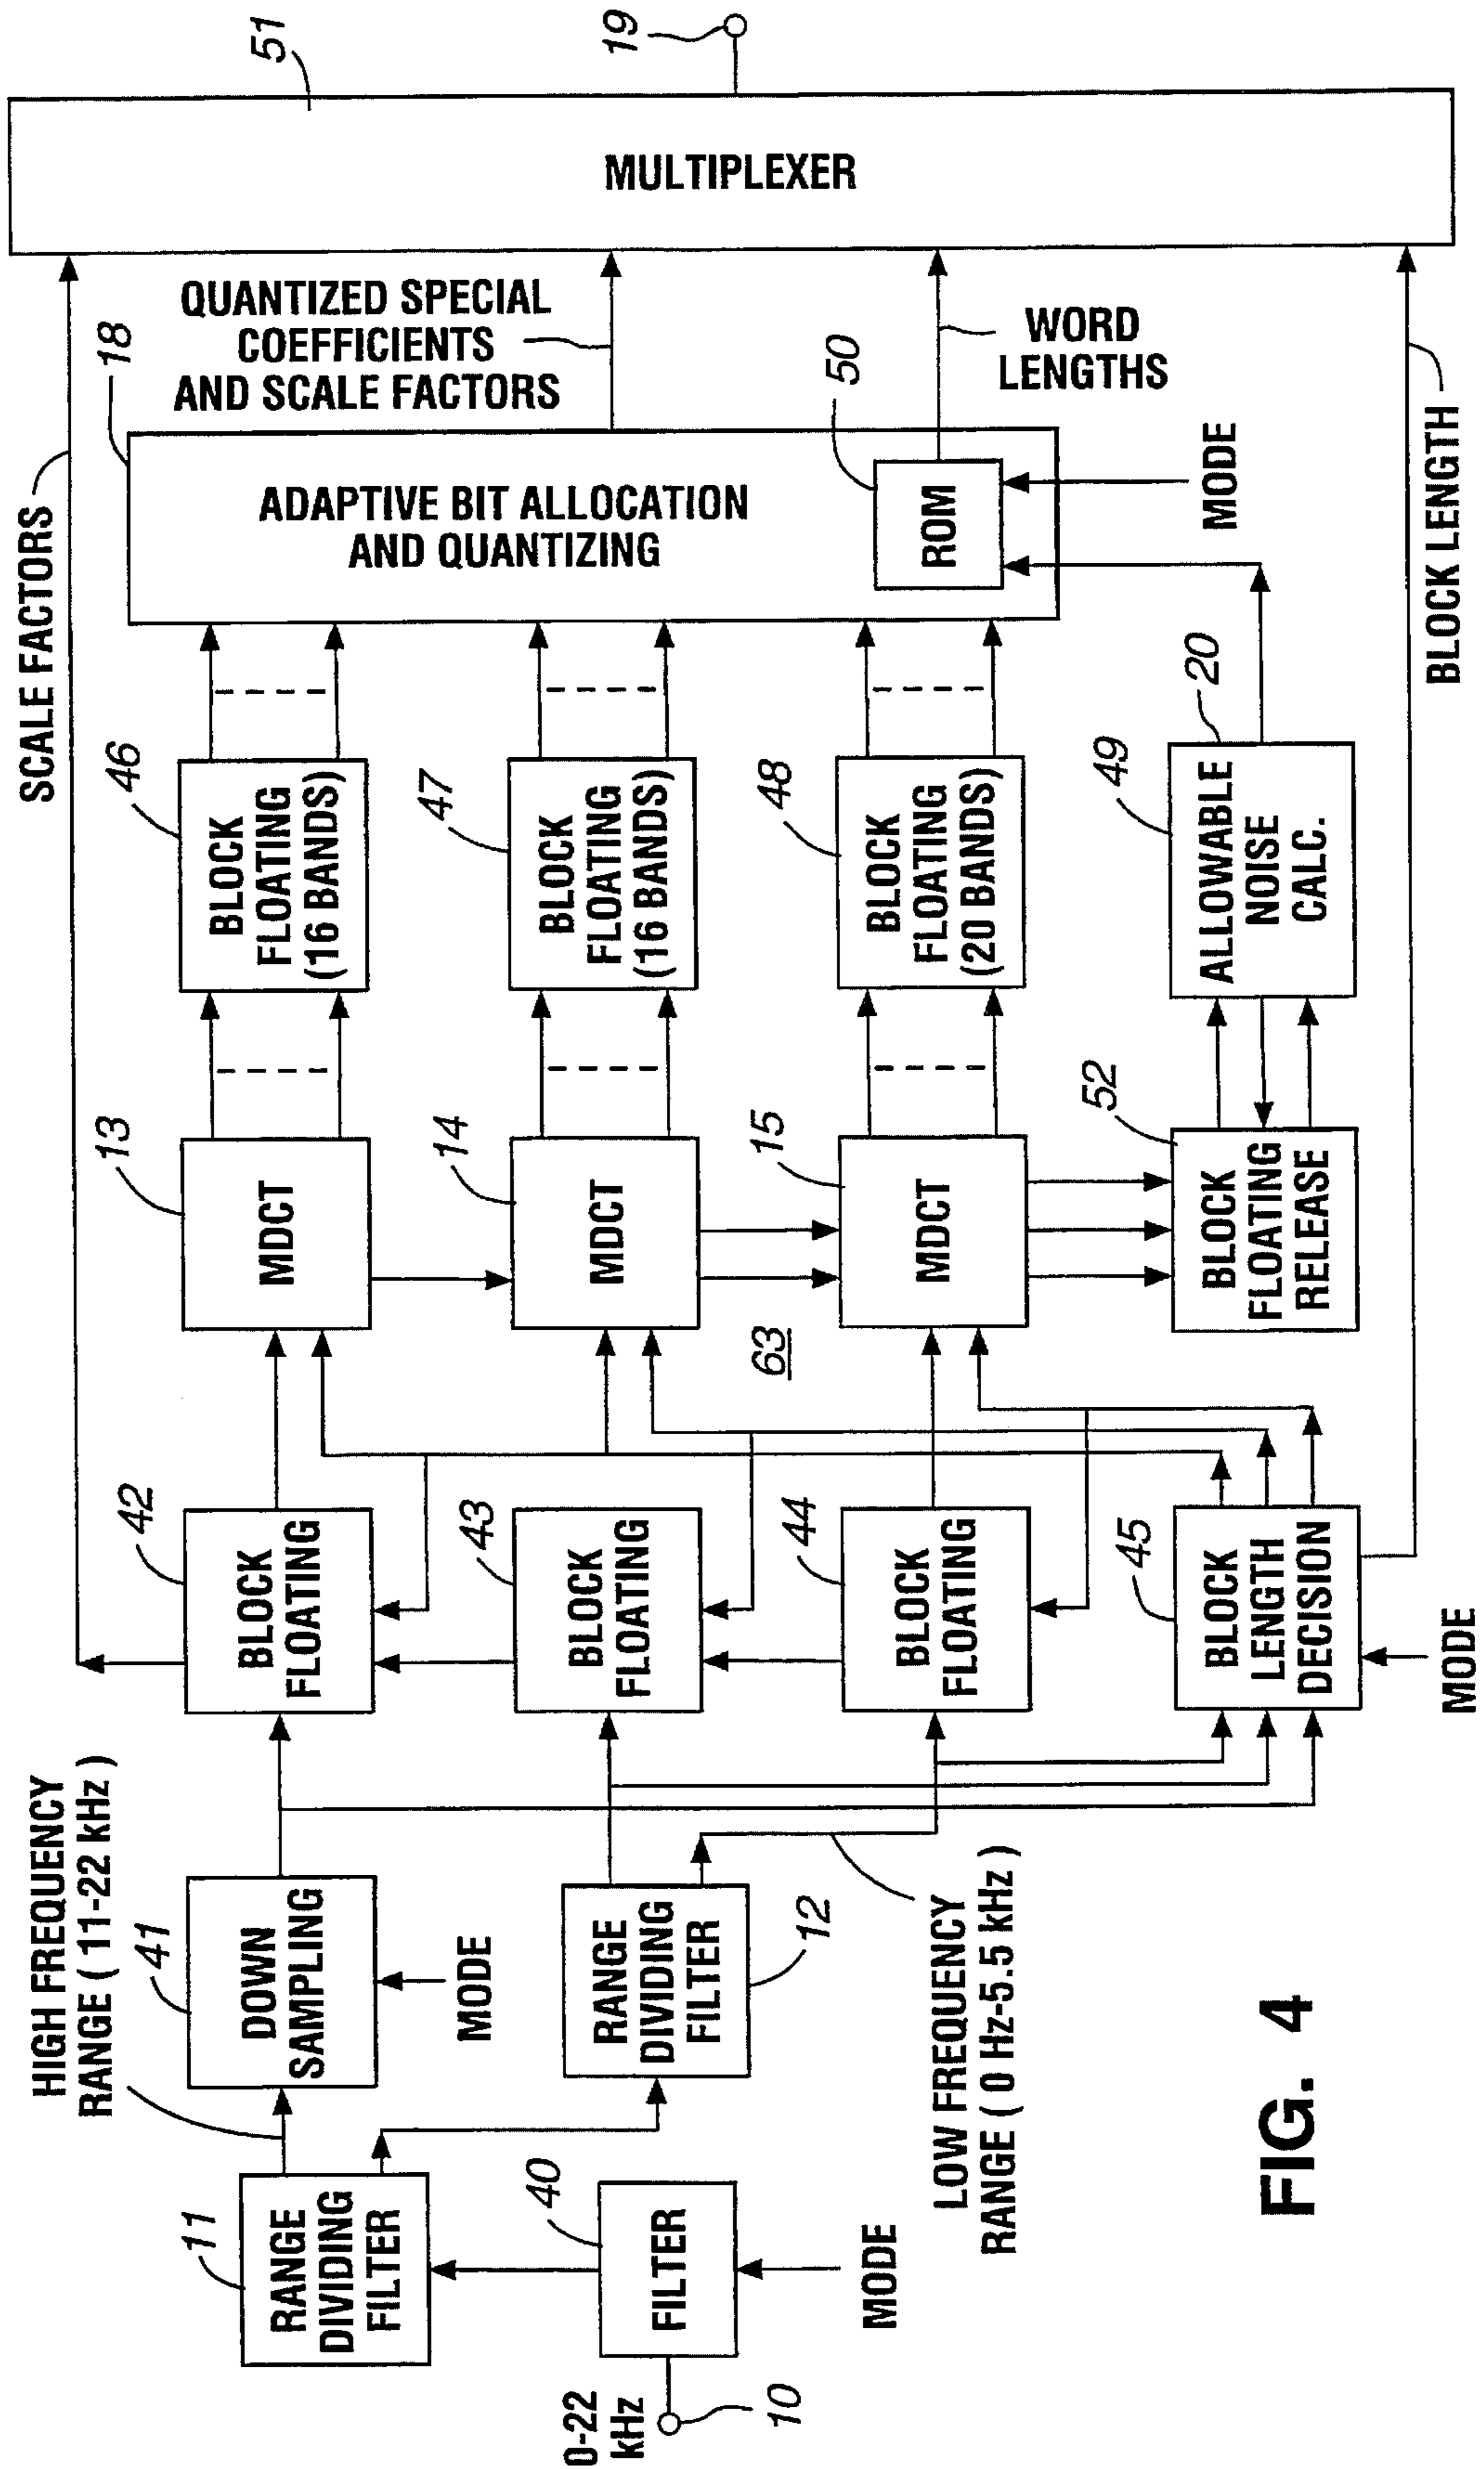 HIGH FREQUENCY
RANGE ( 11-22 kHz )
SCALE FACTORS
51
19
11
RANGE
DIVIDING
FILTER
41
DOWN
SAMPLING
MODE
42
BLOCK
FLOATING
13
MDCT
46
BLOCK
FLOATING
(16 BANDS)
18
QUANTIZED SPECIAL
COEFFICIENTS
AND SCALE FACTORS
ADAPTIVE BIT ALLOCATION
AND QUANTIZING
MULTIPLEXER
0-22
kHz
10
40
FILTER
MODE
RANGE
DIVIDING
FILTER
12
43
BLOCK
FLOATING
14
MDCT
47
BLOCK
FLOATING
(16 BANDS)
63
LOW FREQUENCY
RANGE ( 0 Hz-5.5 kHz )
44
BLOCK
FLOATING
15
MDCT
48
BLOCK
FLOATING
(20 BANDS)
50
ROM
WORD
LENGTHS
MODE
45
BLOCK
LENGTH
DECISION
MODE
52
BLOCK
FLOATING
RELEASE
49
20
ALLOWABLE
NOISE
CALC.
BLOCK LENGTH
FIG. 4